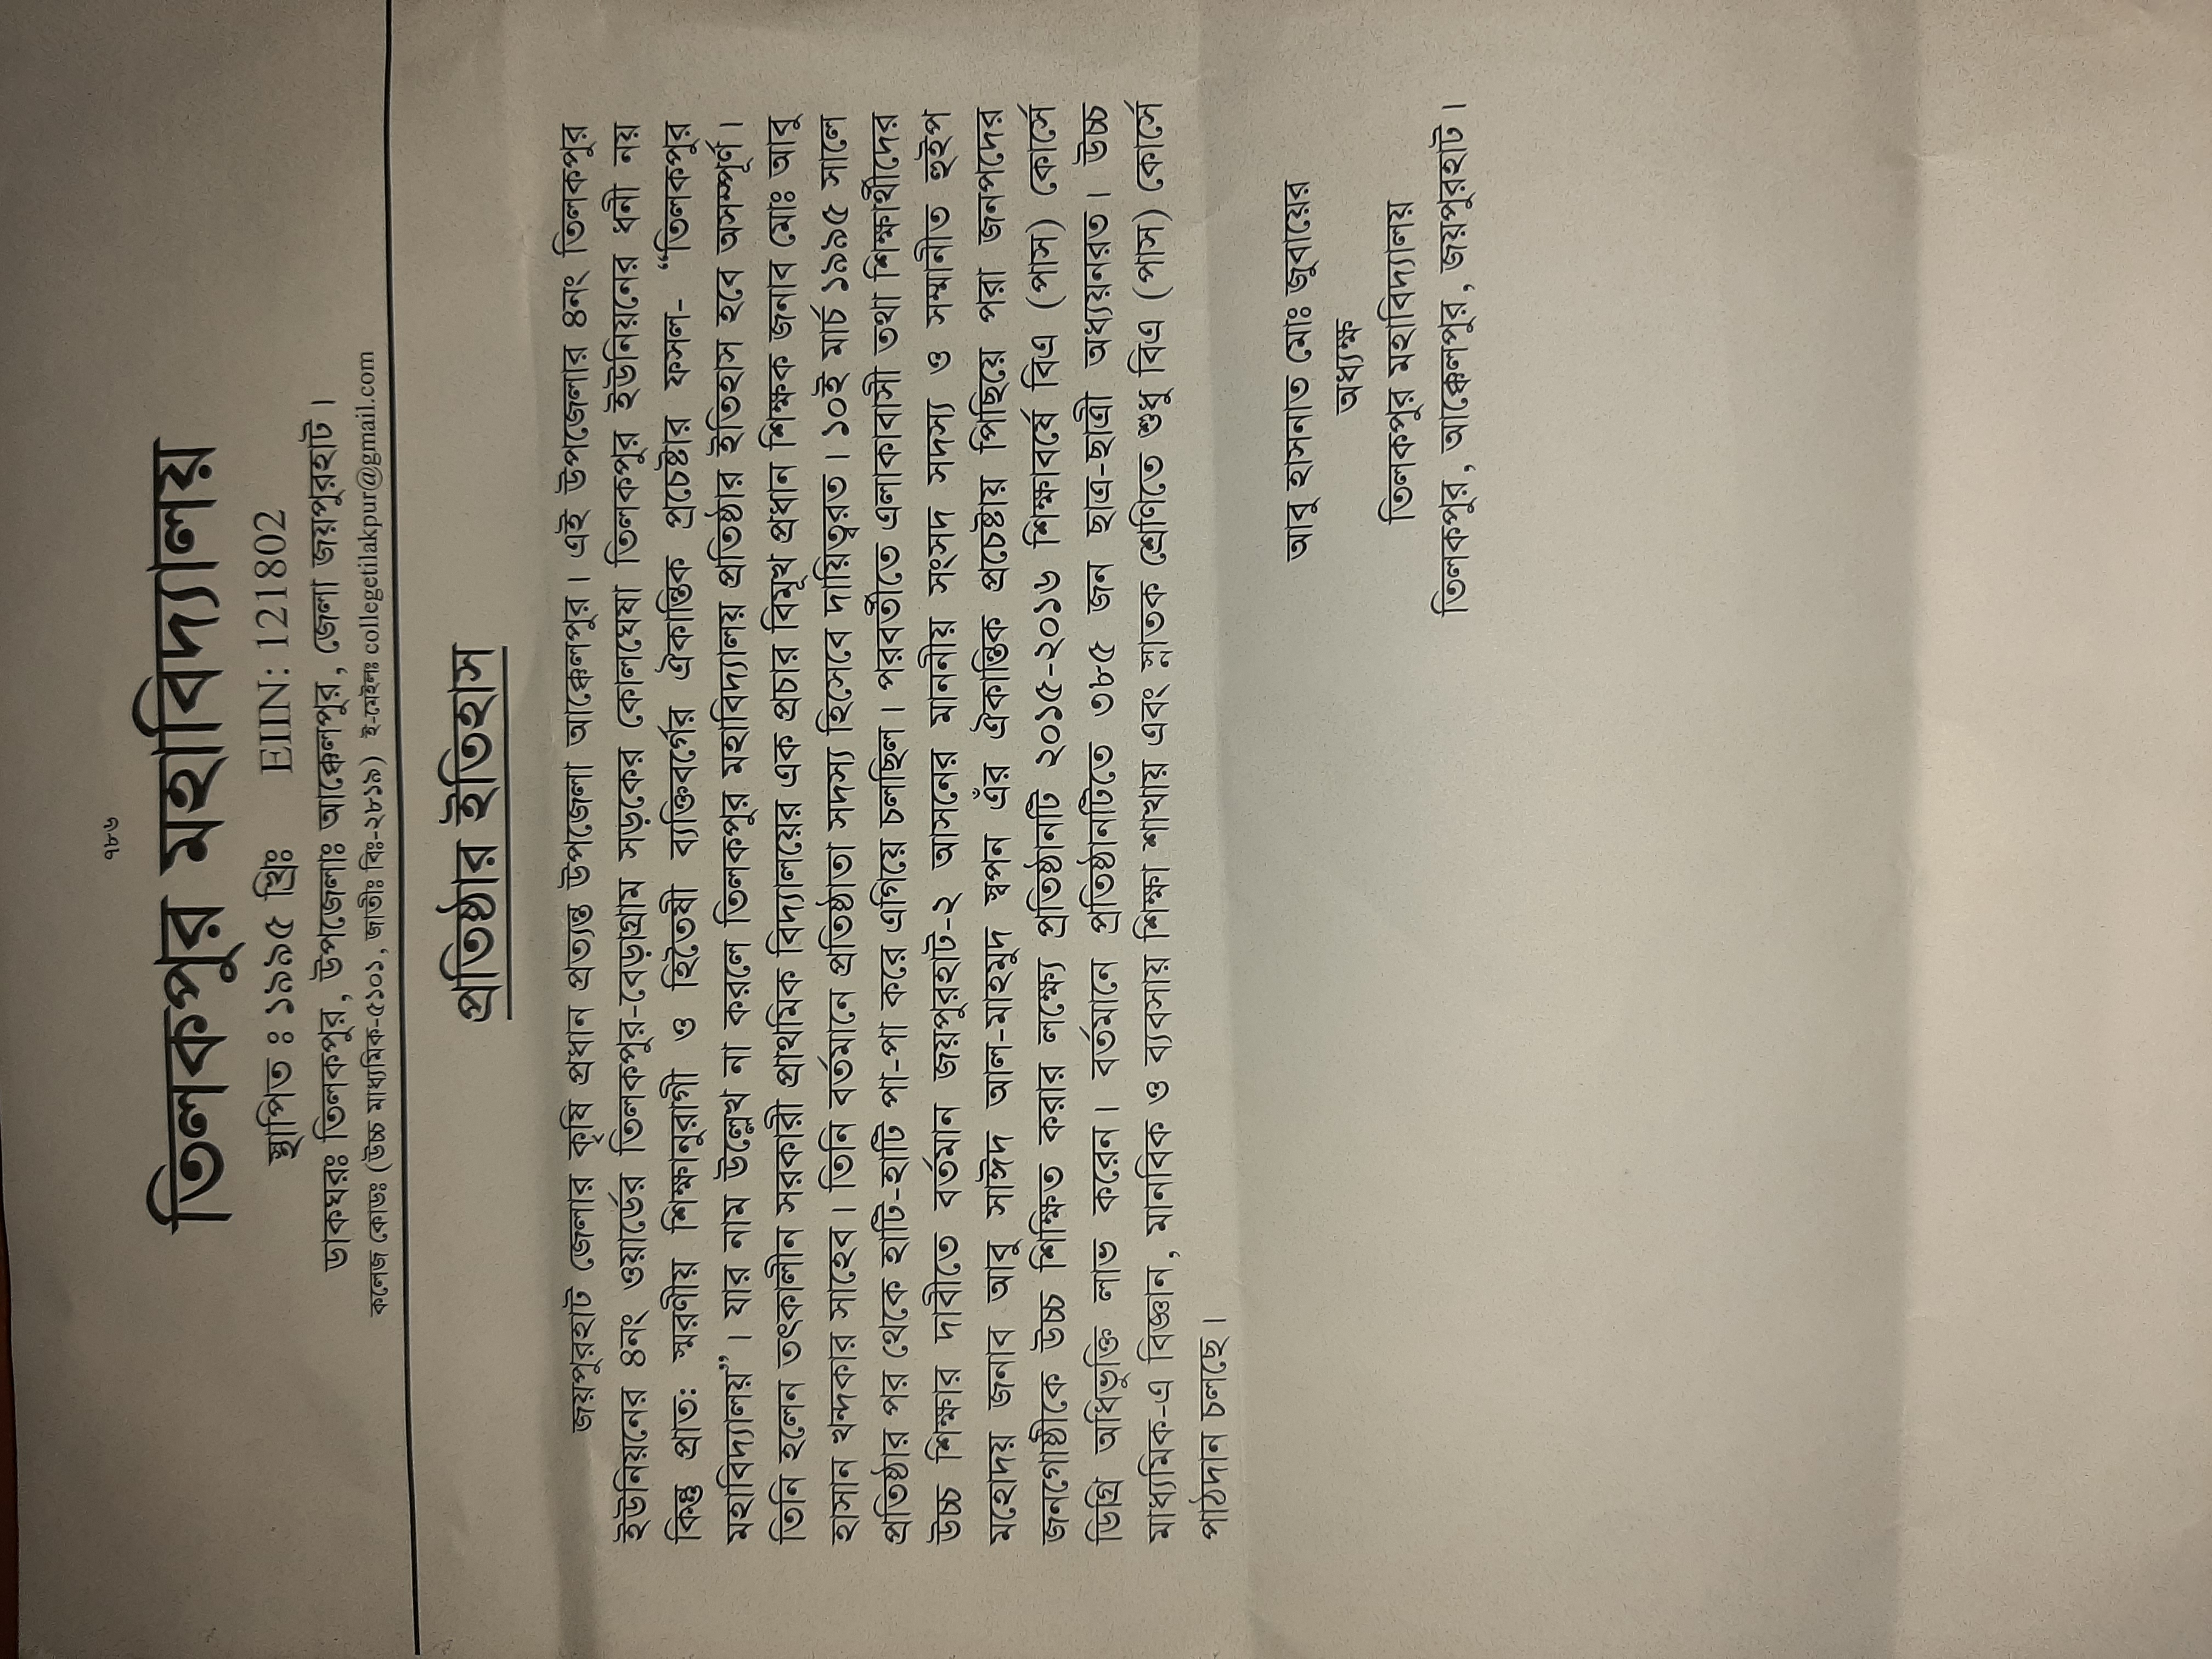 ৭৮৬
তিলকপুর মহাবিদ্যালয়
স্থাপিত ঃ ১৯৯৫ খ্রিঃ EIIN: 121802
ডাকঘরঃ তিলকপুর, উপজেলাঃ আক্কেলপুর, জেলা জয়পুরহাট।
কলেজ কোডঃ (উচ্চ মাধ্যমিক-৫১০১, জাতীঃ বিঃ-২৮১৯) ই-মেইলঃ collegetilakpur@gmail.com
প্রতিষ্ঠার ইতিহাস
জয়পুরহাট জেলার কৃষি প্রধান প্রত্যন্ত উপজেলা আক্কেলপুর। এই উপজেলার ৪নং তিলকপুর
ইউনিয়নের ৪নং ওয়ার্ডের তিলকপুর-বেড়াগ্রাম সড়কের কোলঘেষা তিলকপুর ইউনিয়নের ধনী নয়
কিন্তু প্রাত: স্মরণীয় শিক্ষানুরাগী ও হিতৈষী ব্যক্তিবর্গের ঐকান্তিক প্রচেষ্টার ফসল- “তিলকপুর
মহাবিদ্যালয়”। যার নাম উল্লেখ না করলে তিলকপুর মহাবিদ্যালয় প্রতিষ্ঠার ইতিহাস হবে অসম্পূর্ণ।
তিনি হলেন তৎকালীন সরকারী প্রাথমিক বিদ্যালয়ের এক প্রচার বিমূখ প্রধান শিক্ষক জনাব মোঃ আবু
হাসান খন্দকার সাহেব। তিনি বর্তমানে প্রতিষ্ঠাতা সদস্য হিসেবে দায়িত্বরত। ১০ই মার্চ ১৯৯৫ সালে
প্রতিষ্ঠার পর থেকে হাটি-হাটি পা-পা করে এগিয়ে চলছিল। পরবর্তীতে এলাকাবাসী তথা শিক্ষার্থীদের
উচ্চ শিক্ষার দাবীতে বর্তমান জয়পুরহাট-২ আসনের মাননীয় সংসদ সদস্য ও সম্মানীত হুইপ
মহোদয় জনাব আবু সাঈদ আল-মাহমুদ স্বপন এঁর ঐকান্তিক প্রচেষ্টায় পিছিয়ে পরা জনপদের
জনগোষ্ঠীকে উচ্চ শিক্ষিত করার লক্ষ্যে প্রতিষ্ঠানটি ২০১৫-২০১৬ শিক্ষাবর্ষে বিএ (পাস) কোর্সে
ডিগ্রি অধিভুক্তি লাভ করেন। বর্তমানে প্রতিষ্ঠানটিতে ৩৮৫ জন ছাত্র-ছাত্রী অধ্যয়নরত। উচ্চ
মাধ্যমিক-এ বিজ্ঞান, মানবিক ও ব্যবসায় শিক্ষা শাখায় এবং স্নাতক শ্রেণিতে শুধু বিএ (পাস) কোর্সে
পাঠদান চলছে।
আবু হাসনাত মোঃ জুবায়ের
অধ্যক্ষ
তিলকপুর মহাবিদ্যালয়
তিলকপুর, আক্কেলপুর, জয়পুরহাট।